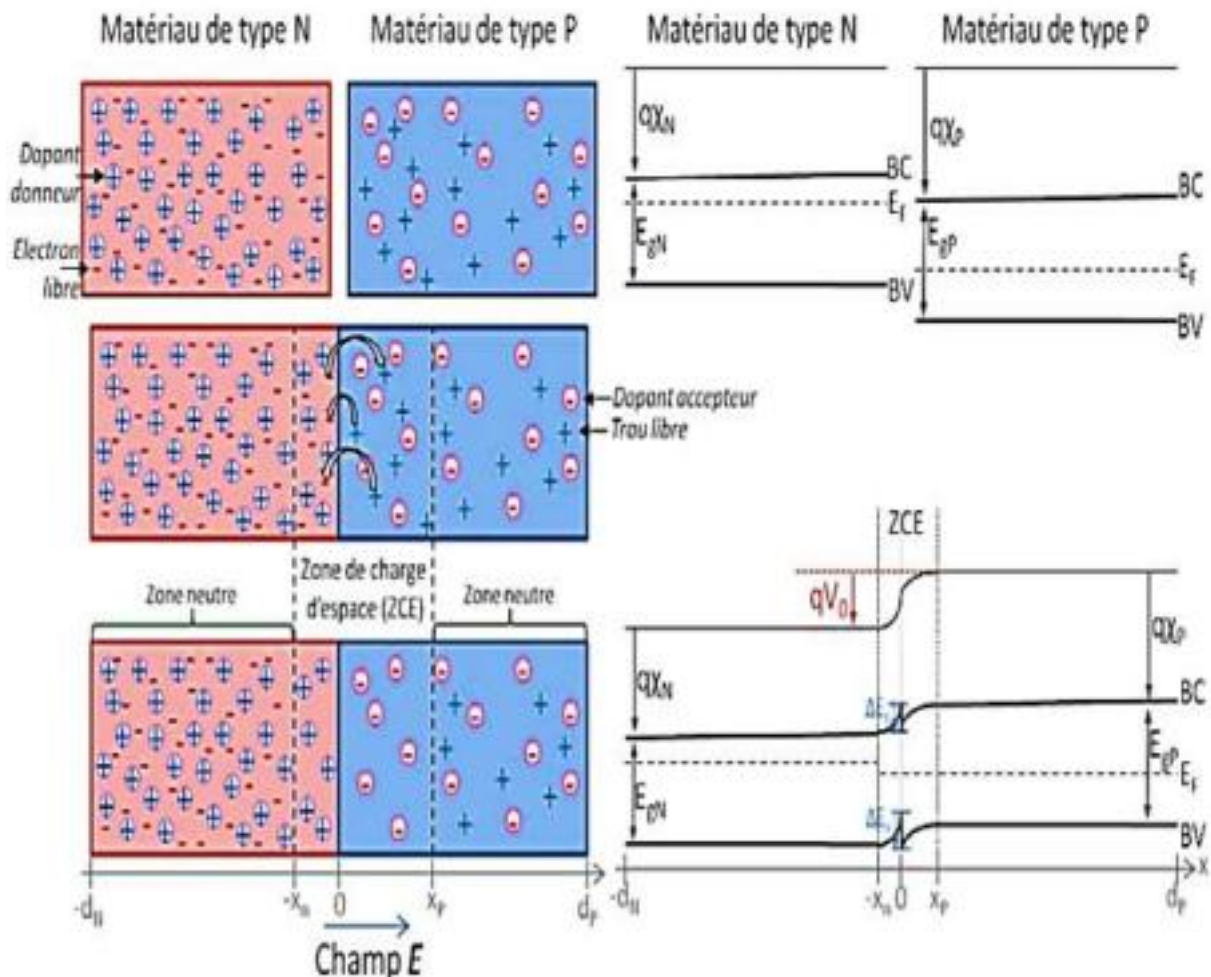 Matériau de type N
Matériau de type P
Matériau de type N
Matériau de type P
Dopant
donneur
Electron
libre
qχN
qχP
BC
EF
EgN
BV
BC
EgP
EF
BV
Dopant accepteur
Trou libre
Zone neutre
Zone de charge
d'espace (ZCE)
Zone neutre
ZCE
qV0
qχN
qχP
BC
EgP
EF
BV
-dN
-xn
0
xP
dP
Champ E
-dN
-xn
0
xP
dP
x